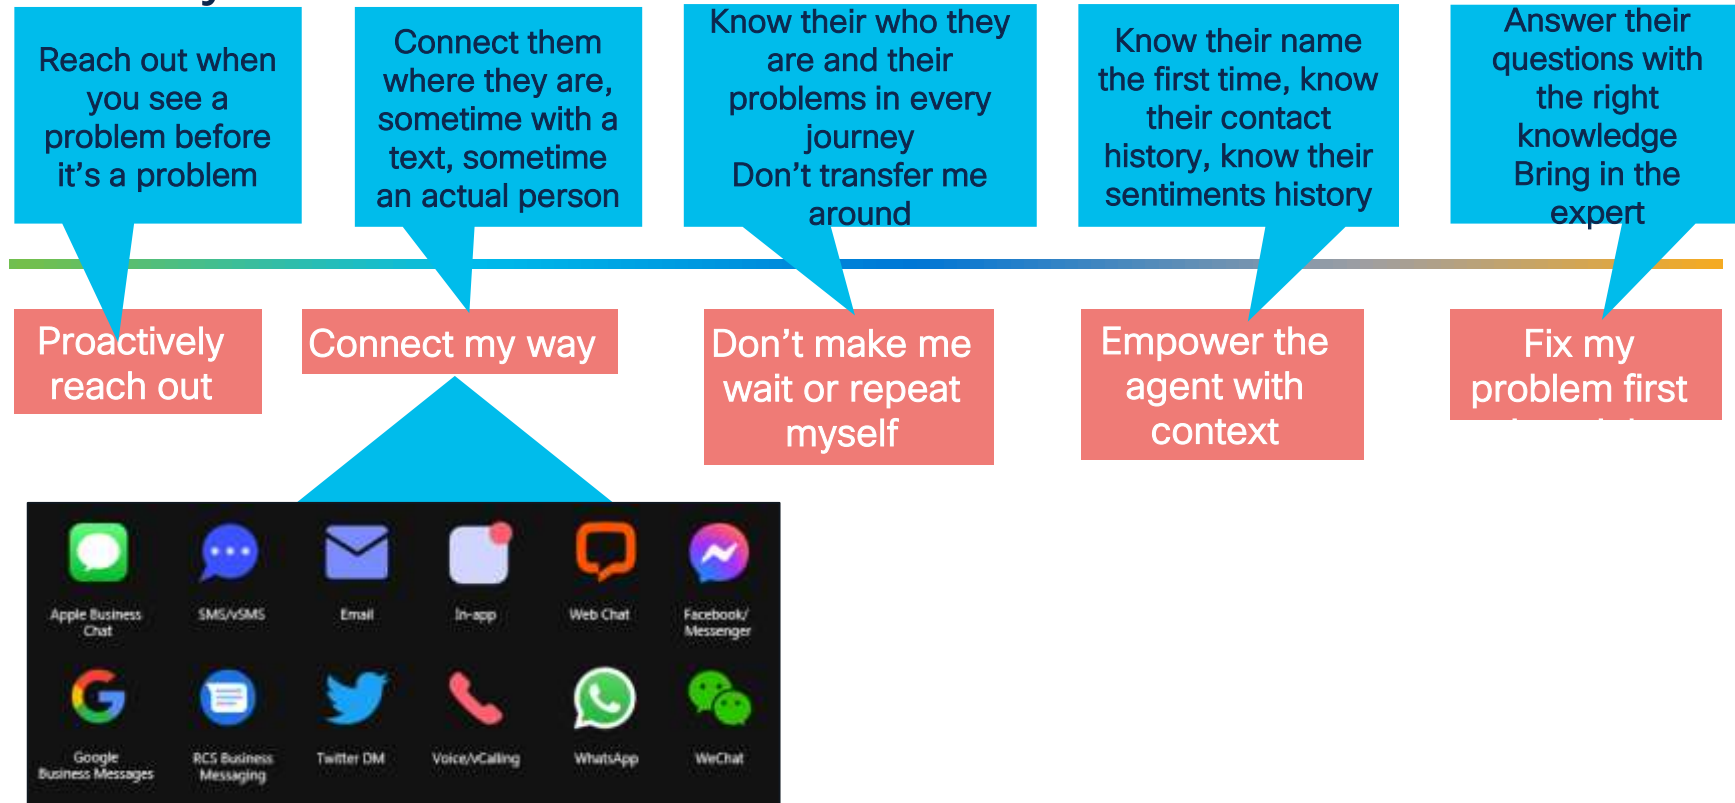 Reach out when
you see a
problem before
it's a problem
Connect them
where they are,
sometime with a
text, sometime
an actual person
Know their who they
are and their
problems in every
journey
Don't transfer me
around
Know their name
the first time, know
their contact
history, know their
sentiments history
Answer their
questions with
the right
knowledge
Bring in the
expert
Proactively
reach out
Connect my way
Don't make me
wait or repeat
myself
Empower the
agent with
context
Fix my
problem first
Apple Business
Chat
SMS/vSMS
Email
In-app
Web Chat
Facebook/
Messenger
Google
Business Messages
RCS Business
Messaging
Twitter DM
Voice/vCalling
WhatsApp
WeChat